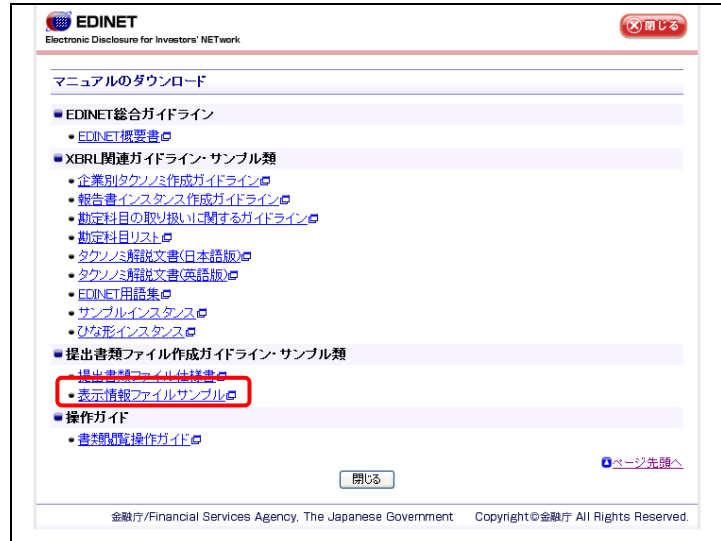 EDINET
Electronic Disclosure for Investors' NETwork
閉じる
マニュアルのダウンロード
EDINET総合ガイドライン
EDINET概要書
XBRL関連ガイドライン・サンプル類
企業別タクソノミ作成ガイドライン
報告書インスタンス作成ガイドライン
勘定科目の取り扱いに関するガイドライン
勘定科目リスト
タクソノミ解説文書(日本語版)
タクソノミ解説文書(英語版)
EDINET用語集
サンプルインスタンス
ひな形インスタンス
提出書類ファイル作成ガイドライン・サンプル類
提出書類ファイル仕様書
表示情報ファイルサンプル
操作ガイド
書類閲覧操作ガイド
ページ先頭へ
閉じる
金融庁/Financial Services Agency, The Japanese Government Copyright©金融庁 All Rights Reserved.